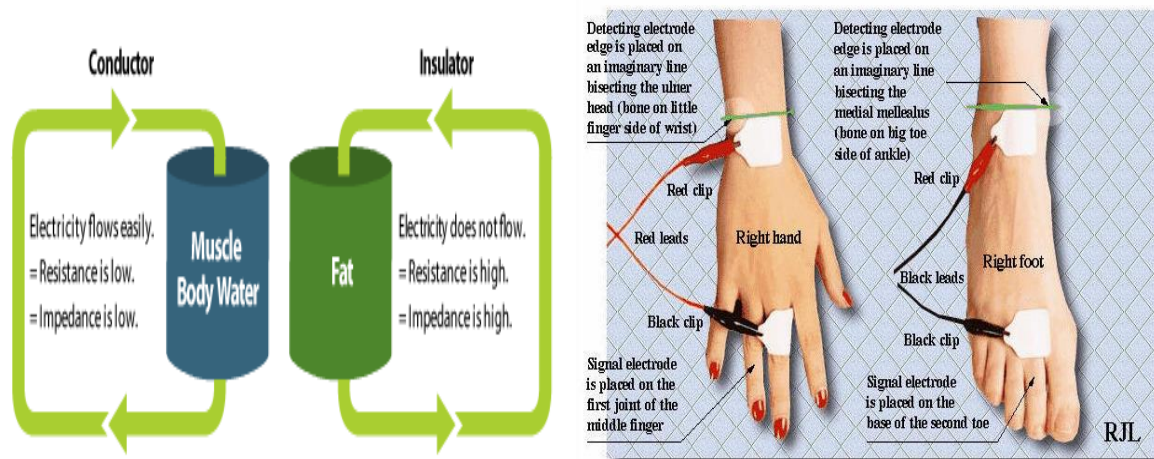 Conductor
Electricity flows easily.
= Resistance is low.
= Impedance is low.
Muscle
Body Water
Insulator
Fat
Electricity does not flow.
= Resistance is high.
= Impedance is high.
Detecting electrode
edge is placed on
an imaginary line
bisecting the ulner
head (bone on little
finger side of wrist)
Red clip
Red leads
Right hand
Black clip
Signal electrode
is placed on the
first joint of the
middle finger
Detecting electrode
edge is placed on
an imaginary line
bisecting the
medial mellealus
(bone on big toe
side of ankle)
Red clip
Right foot
Black leads
Black clip
Signal electrode
is placed on the
base of the second toe
RJL